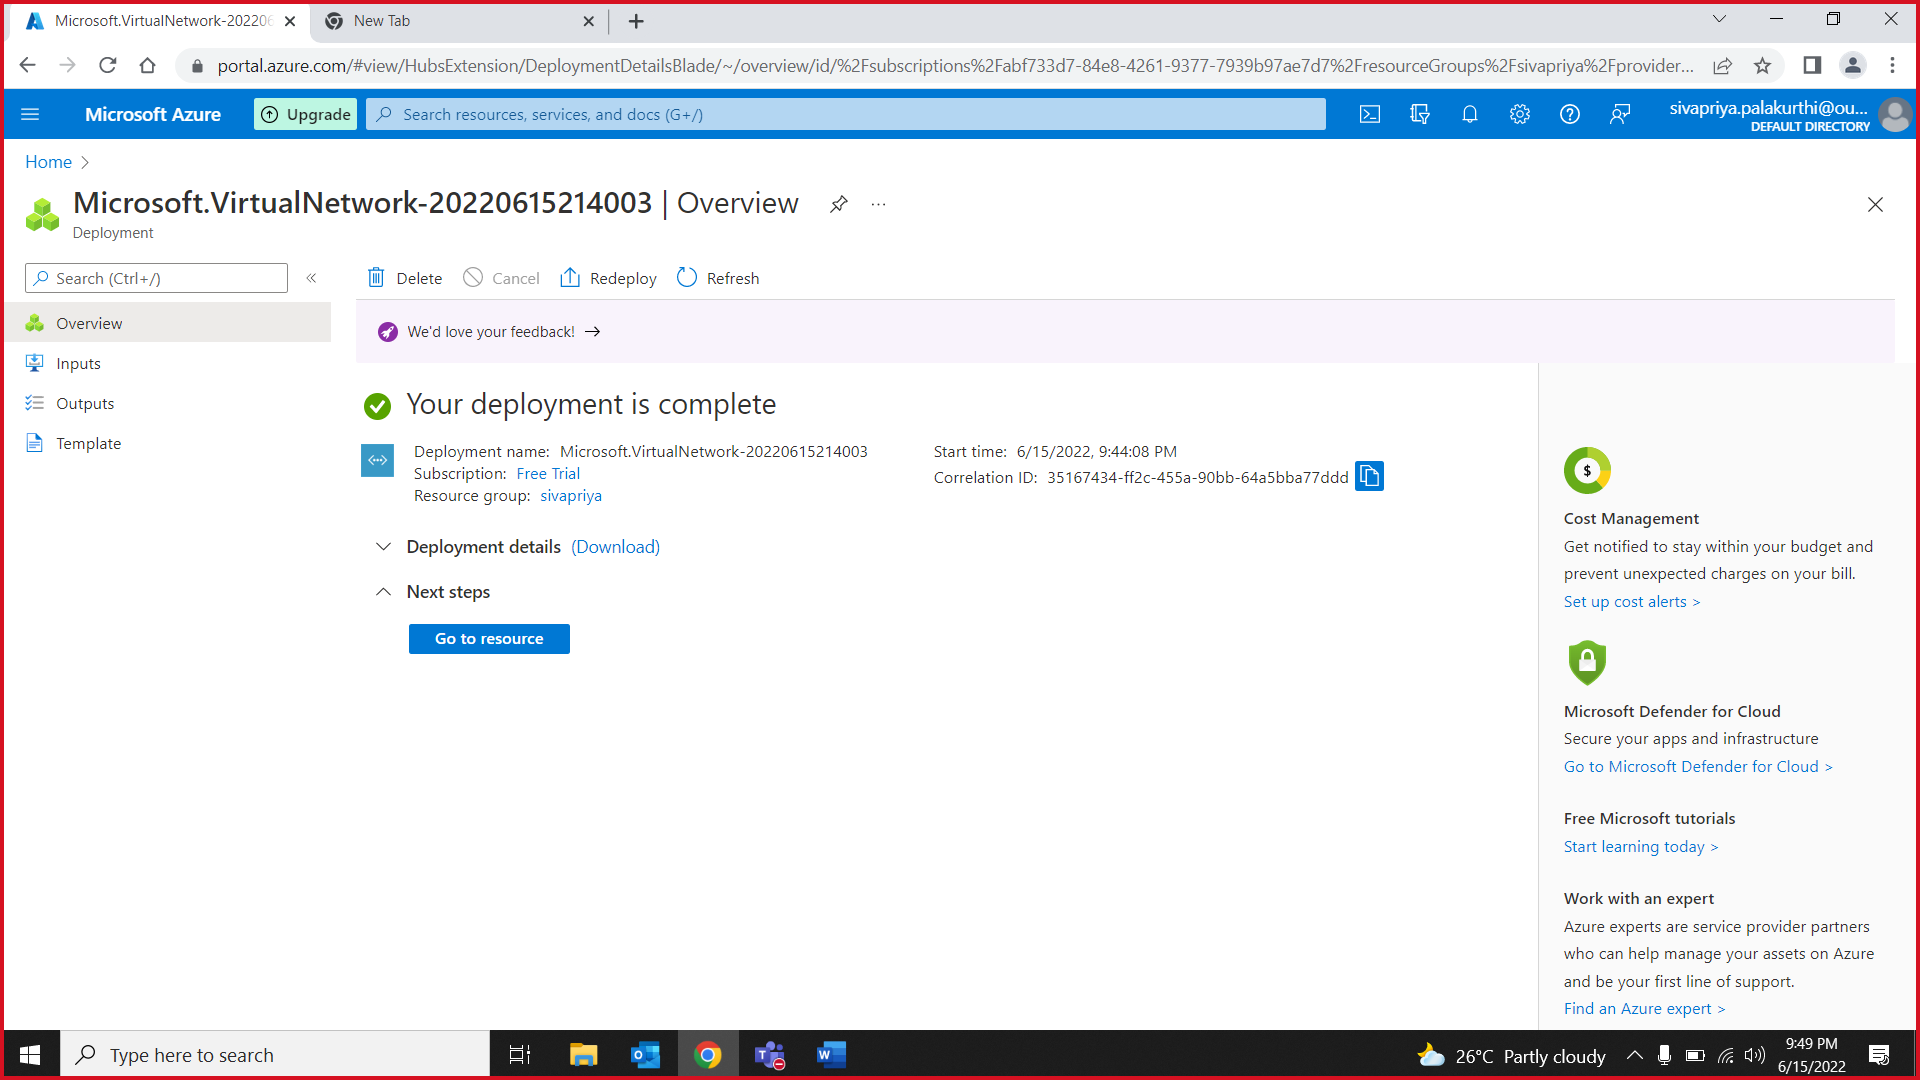 Microsoft.VirtualNetwork-20220
New Tab
portal.azure.com/#view/HubsExtension/DeploymentDetailsBlade/~/overview/id/%2Fsubscriptions%2Fabf733d7-84e8-4261-9377-7939b97ae7d7%2FresourceGroups%2Fsivapriya%2Fprovider...
Microsoft Azure
Upgrade
Search resources, services, and docs (G+/)
sivapriya.palakurthi@ou...
DEFAULT DIRECTORY
Home >
Microsoft.VirtualNetwork-20220615214003 | Overview
Deployment
Search (Ctrl+/)
«
Delete
Cancel
Redeploy
Refresh
Overview
Inputs
Outputs
Template
We'd love your feedback! →
Your deployment is complete
Deployment name: Microsoft.VirtualNetwork-20220615214003
Subscription: Free Trial
Resource group: sivapriya
Start time: 6/15/2022, 9:44:08 PM
Correlation ID: 35167434-ff2c-455a-90bb-64a5bba77ddd
Deployment details (Download)
Next steps
Go to resource
$
Cost Management
Get notified to stay within your budget and
prevent unexpected charges on your bill.
Set up cost alerts >
Microsoft Defender for Cloud
Secure your apps and infrastructure
Go to Microsoft Defender for Cloud >
Free Microsoft tutorials
Start learning today >
Work with an expert
Azure experts are service provider partners
who can help manage your assets on Azure
and be your first line of support.
Find an Azure expert >
Type here to search
26°C Partly cloudy
9:49 PM
6/15/2022